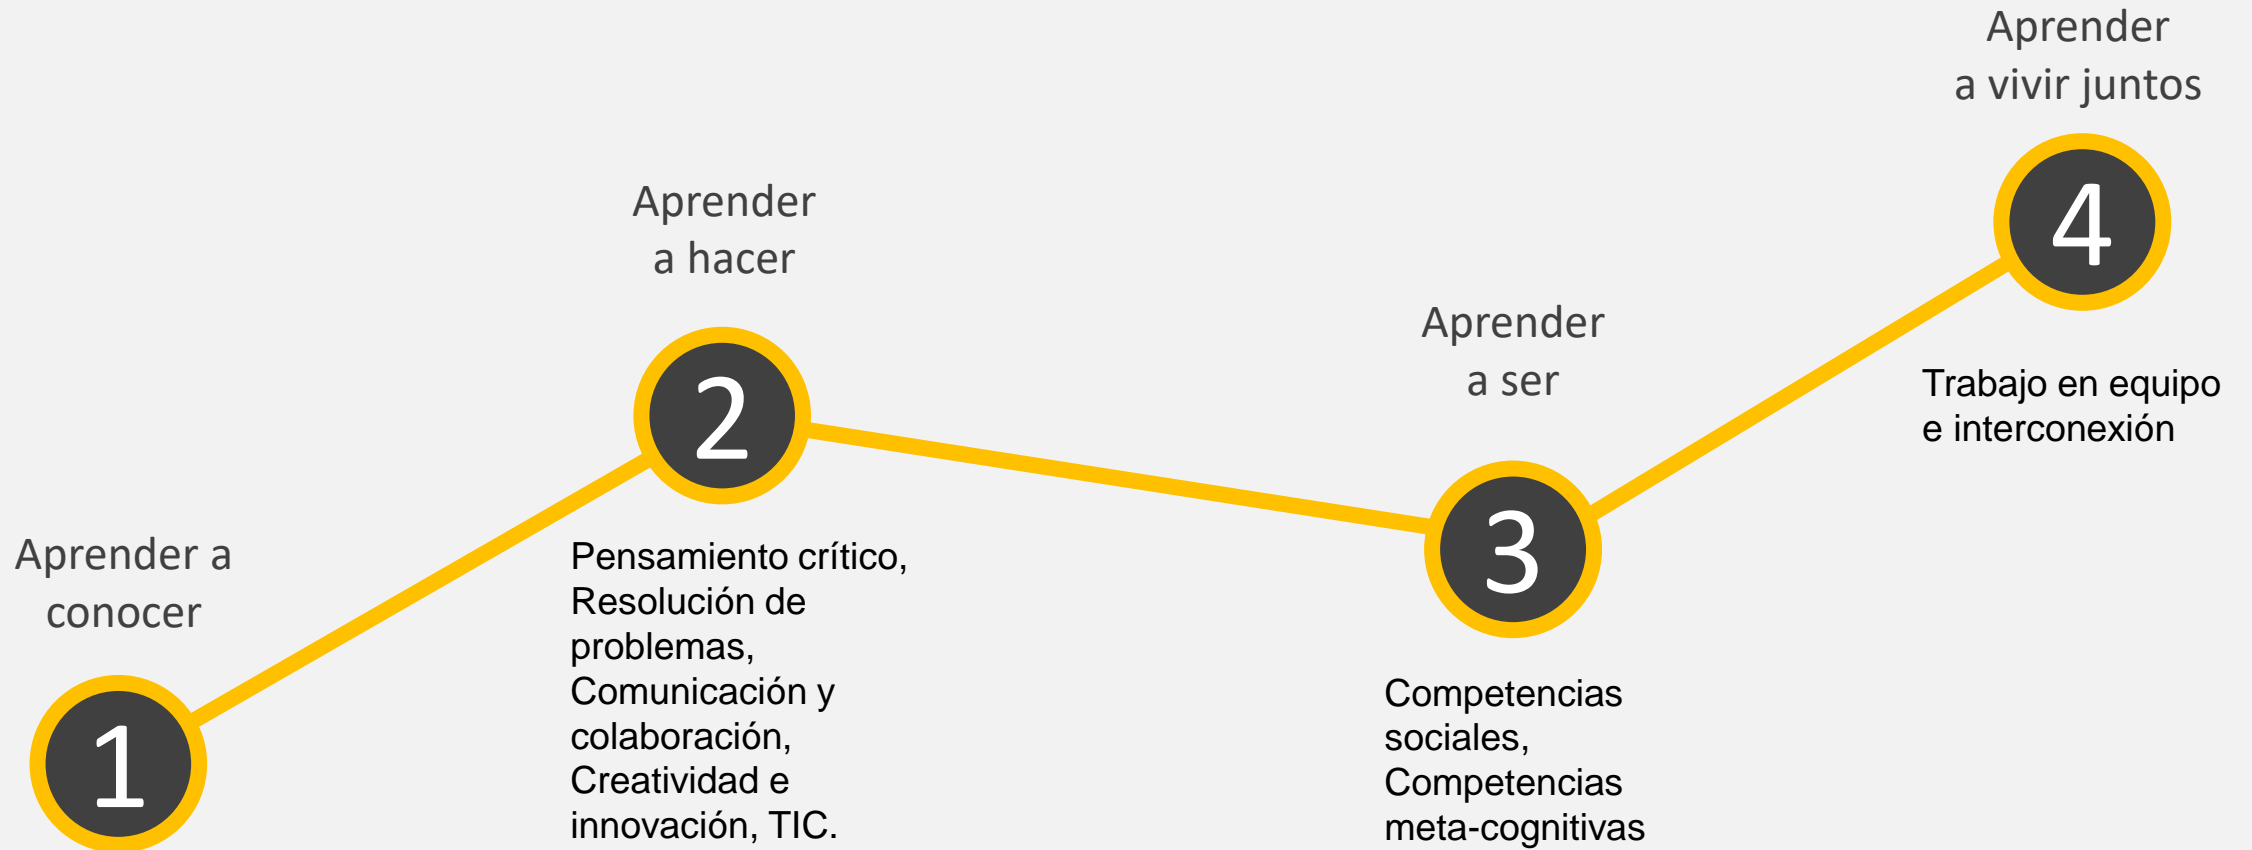 Aprender a
conocer
1
Aprender
a hacer
2
Pensamiento crítico,
Resolución de
problemas,
Comunicación y
colaboración,
Creatividad e
innovación, TIC.
Aprender
a ser
3
Competencias
sociales,
Competencias
meta-cognitivas
Aprender
a vivir juntos
4
Trabajo en equipo
e interconexión